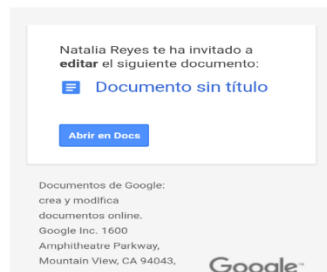 Natalia Reyes te ha invitado a
editar el siguiente documento:
Documento sin título
Abrir en Docs
Documentos de Google:
crea y modifica
documentos online.
Google Inc. 1600
Amphitheatre Parkway,
Mountain View, CA 94043,
Google